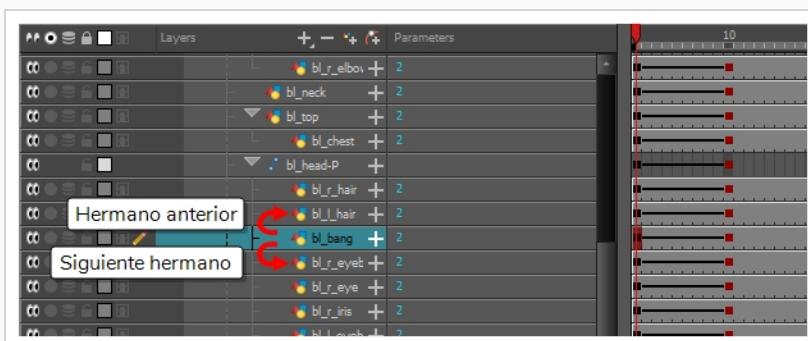 Layers Parameters 10
bl_r_elbov 2
bl_neck 2
bl_top 2
bl_chest 2
bl_head-P
bl_r_hair 2
Hermano anterior bl_l_hair 2
bl_bang 2
Siguiente hermano bl_r_eyeb 2
bl_r_eye 2
bl_r_iris 2